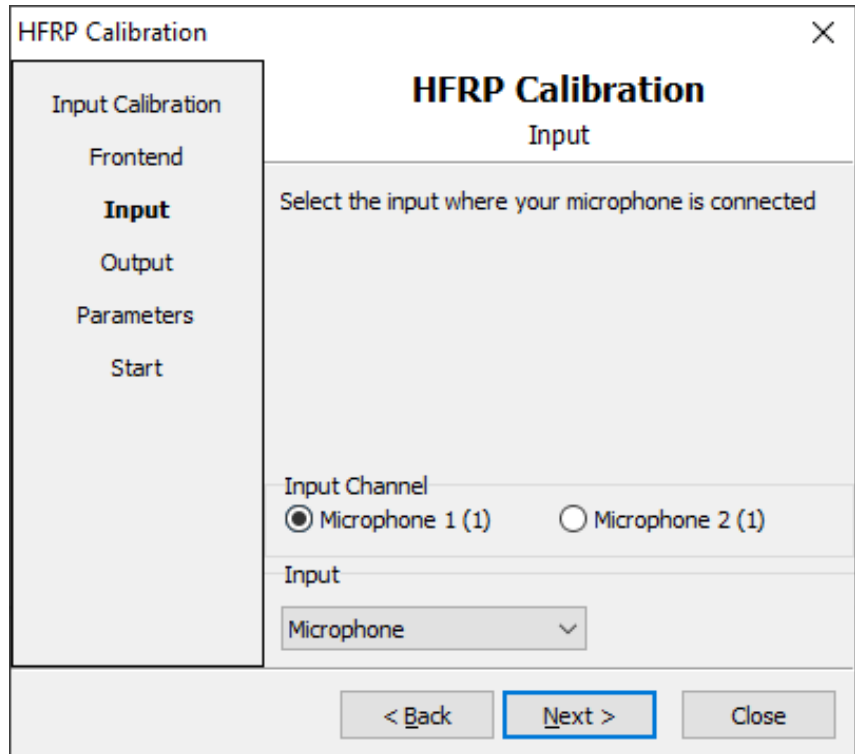 HFRP Calibration
Input Calibration
Frontend
Input
Output
Parameters
Start
HFRP Calibration
Input
Select the input where your microphone is connected
Input Channel
Microphone 1 (1) Microphone 2 (1)
Input
Microphone
< Back Next > Close